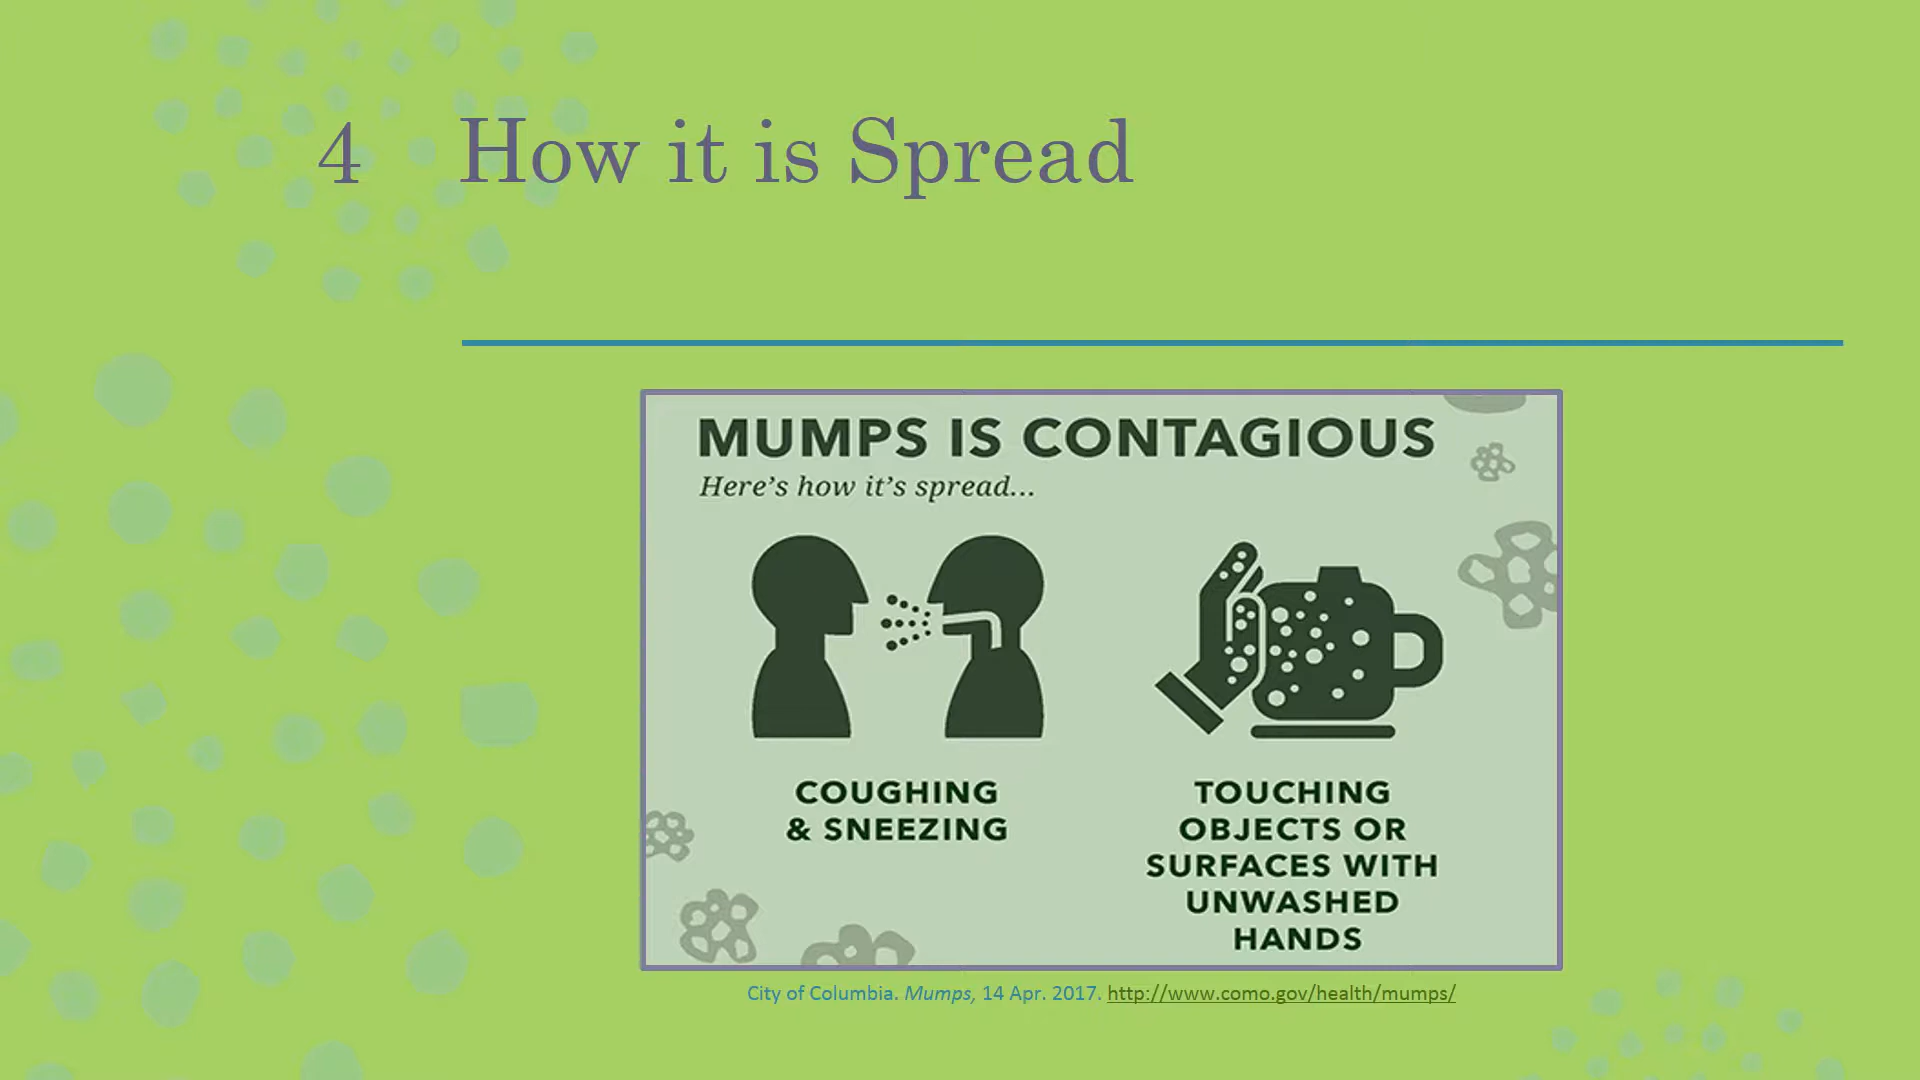 4 How it is Spread
MUMPS IS CONTAGIOUS
Here's how it's spread...
COUGHING
& SNEEZING
TOUCHING
OBJECTS OR
SURFACES WITH
UNWASHED
HANDS
City of Columbia. Mumps, 14 Apr. 2017. http://www.como.gov/health/mumps/